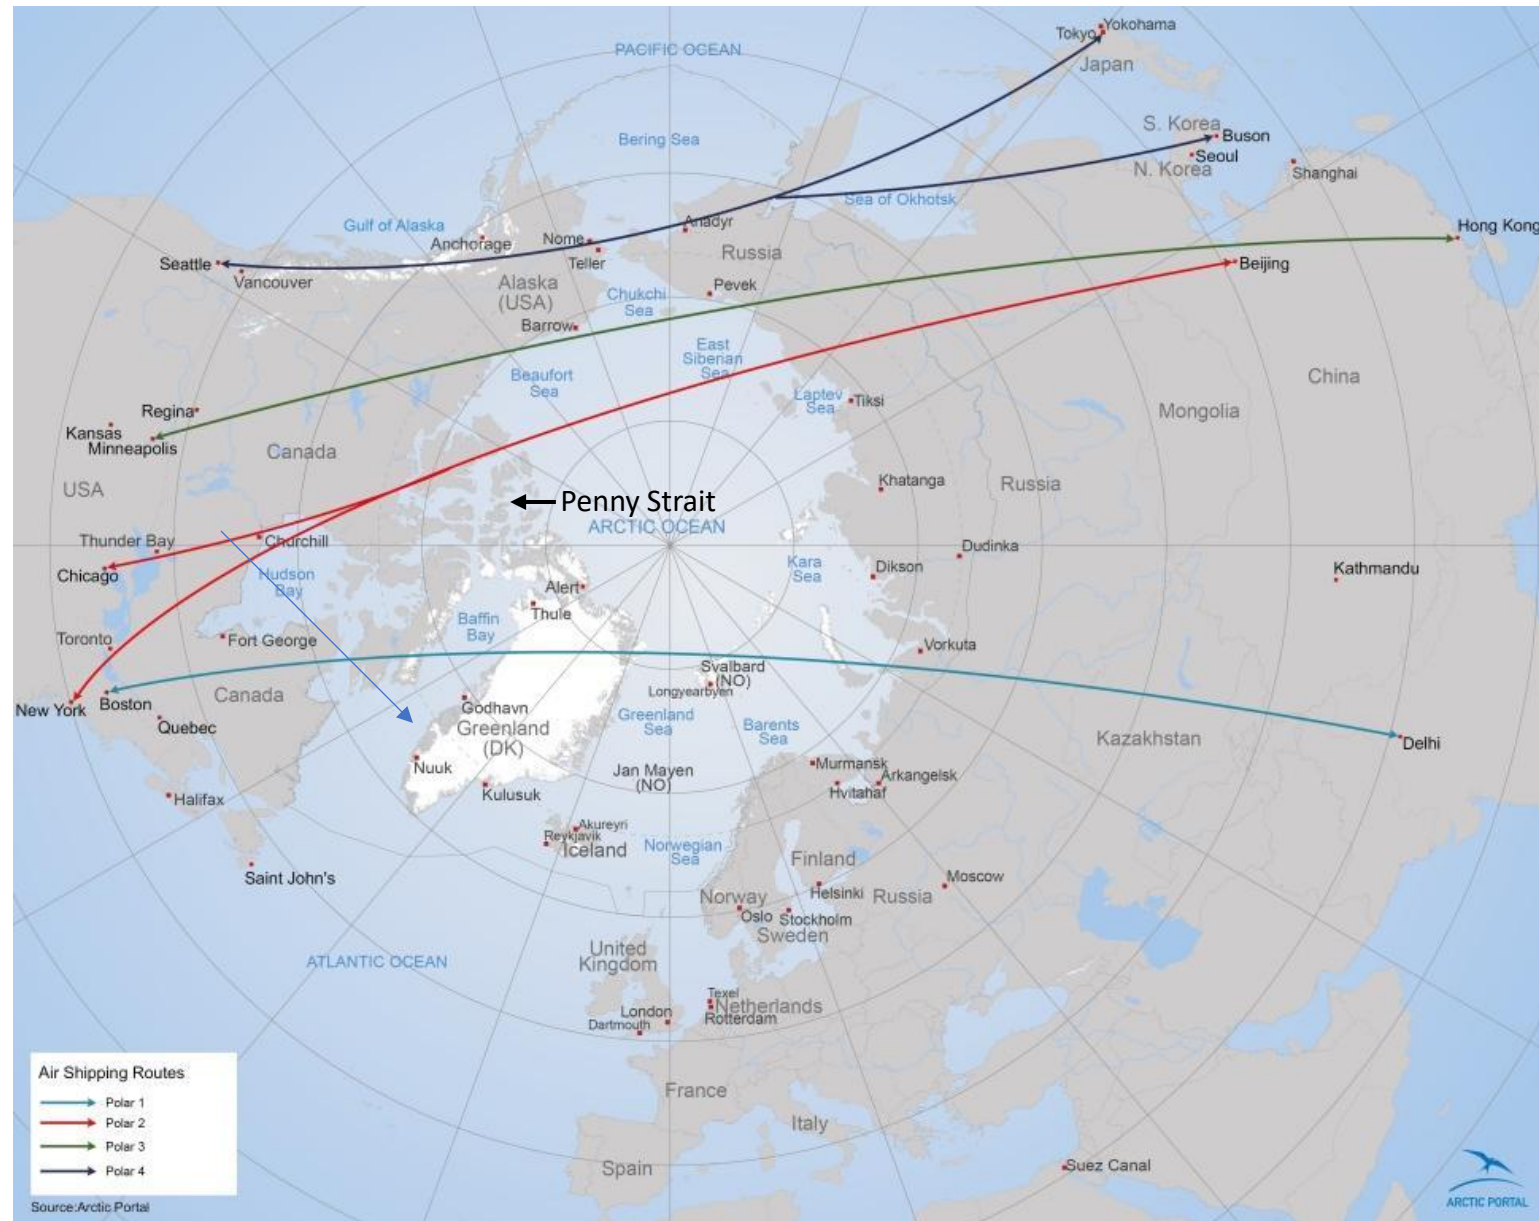 PACIFIC OCEAN
Yokohama
Tokyo
Japan
Bering Sea
S. Korea
Buson
Seoul
N. Korea
Shanghai
Sea of Okhotsk
Gulf of Alaska
Anchorage
Nome
Teller
Anadyr
Russia
Hong Kong
Seattle
Vancouver
Alaska
(USA)
Chukchi
Sea
Pevek
Beijing
Barrow
East
Siberian
Sea
Beaufort
Sea
Laptev
Sea
Tiksi
China
Mongolia
Regina
Kansas
Minneapolis
Canada
USA
Khatanga
Russia
Penny Strait
ARCTIC OCEAN
Thunder Bay
Churchill
Chicago
Hudson
Bay
Kara
Sea
Dudinka
Dikson
Kathmandu
Alert
Thule
Baffin
Bay
Toronto
Fort George
Vorkuta
Canada
Svalbard
(NO)
Longyearbyen
New York
Boston
Quebec
Godhavn
Greenland
(DK)
Greenland
Sea
Barents
Sea
Kazakhstan
Delhi
Nuuk
Kulusuk
Jan Mayen
(NO)
Murmansk
Arkangelsk
Hvitahaf
Halifax
Akureyri
Reykjavik
Iceland
Norwegian
Sea
Finland
Saint John's
Helsinki
Russia
Moscow
Norway
Oslo
Stockholm
Sweden
ATLANTIC OCEAN
United
Kingdom
Texel
Netherlands
Rotterdam
London
Dartmouth
France
Italy
Spain
Suez Canal
Air Shipping Routes
Polar 1
Polar 2
Polar 3
Polar 4
Source:Arctic Portal
ARCTIC PORTAL